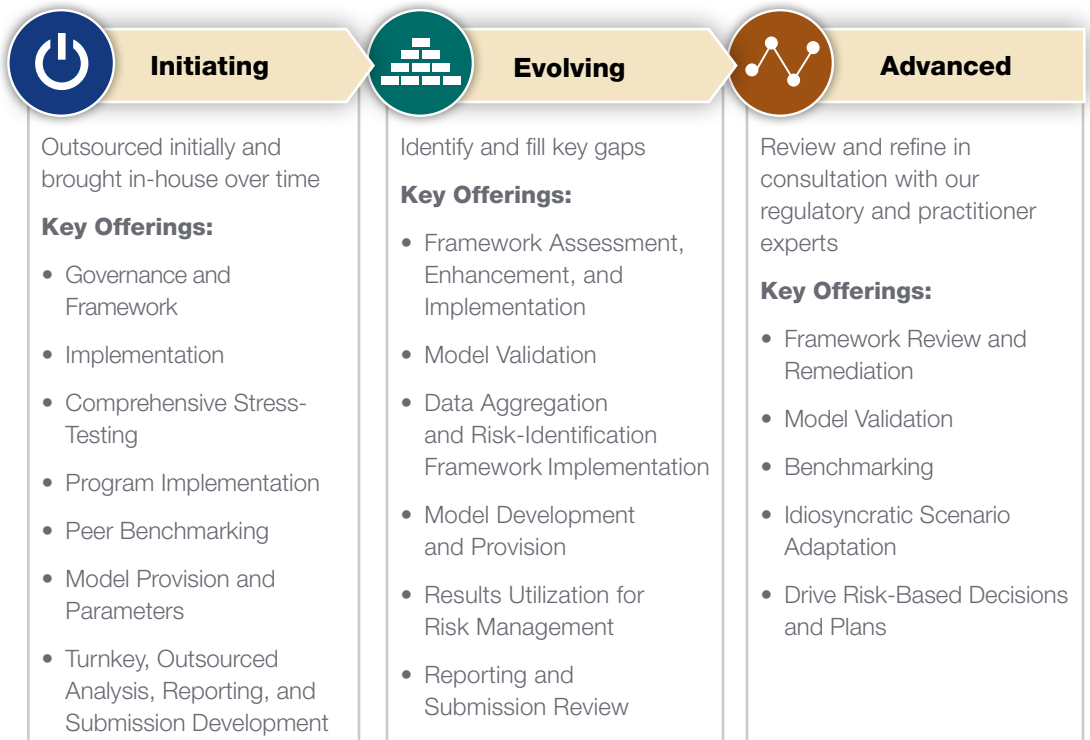 Initiating
Outsourced initially and
brought in-house over time
Key Offerings:
• Governance and
Framework
• Implementation
• Comprehensive Stress-
Testing
• Program Implementation
• Peer Benchmarking
• Model Provision and
Parameters
• Turnkey, Outsourced
Analysis, Reporting, and
Submission Development
Evolving
Identify and fill key gaps
Key Offerings:
• Framework Assessment,
Enhancement, and
Implementation
• Model Validation
• Data Aggregation
and Risk-Identification
Framework Implementation
• Model Development
and Provision
• Results Utilization for
Risk Management
• Reporting and
Submission Review
Advanced
Review and refine in
consultation with our
regulatory and practitioner
experts
Key Offerings:
• Framework Review and
Remediation
• Model Validation
• Benchmarking
• Idiosyncratic Scenario
Adaptation
• Drive Risk-Based Decisions
and Plans